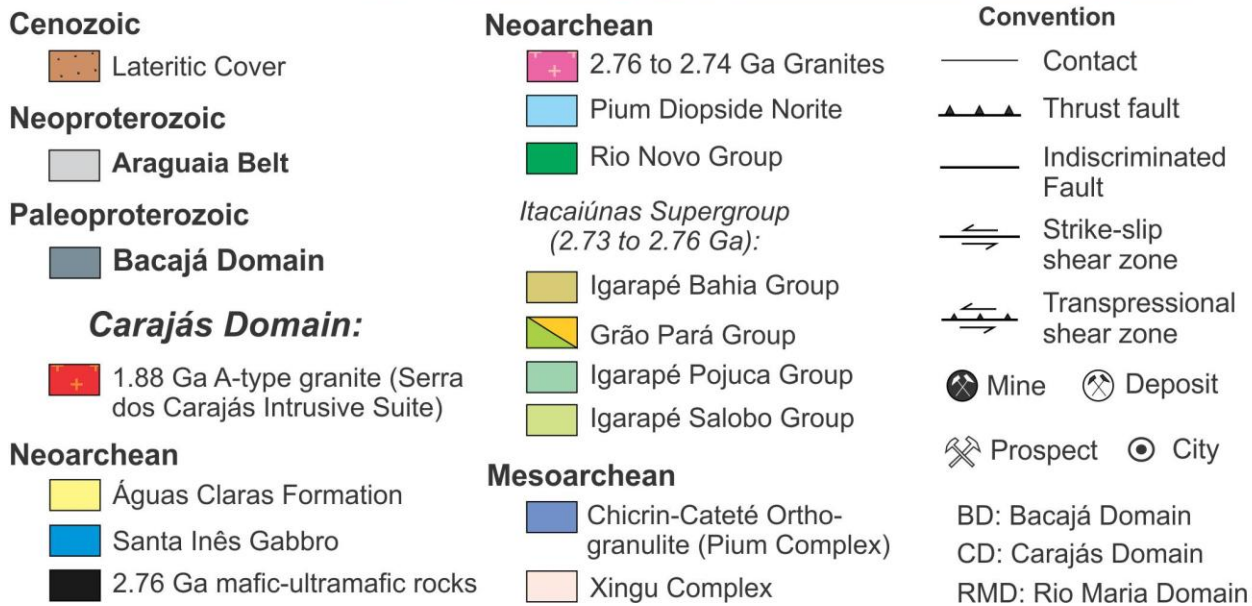 Cenozoic
Lateritic Cover
Neoproterozoic
Araguaia Belt
Paleoproterozoic
Bacajá Domain
Carajás Domain:
1.88 Ga A-type granite (Serra
dos Carajás Intrusive Suite)
Neoarchean
Águas Claras Formation
Santa Inês Gabbro
2.76 Ga mafic-ultramafic rocks
Neoarchean
2.76 to 2.74 Ga Granites
Pium Diopside Norite
Rio Novo Group
Itacaiúnas Supergroup
(2.73 to 2.76 Ga):
Igarapé Bahia Group
Grão Pará Group
Igarapé Pojuca Group
Igarapé Salobo Group
Mesoarchean
Chicrin-Cateté Ortho-
granulite (Pium Complex)
Xingu Complex
Convention
Contact
Thrust fault
Indiscriminated
Fault
Strike-slip
shear zone
Transpressional
shear zone
Mine
Deposit
Prospect
City
BD: Bacajá Domain
CD: Carajás Domain
RMD: Rio Maria Domain